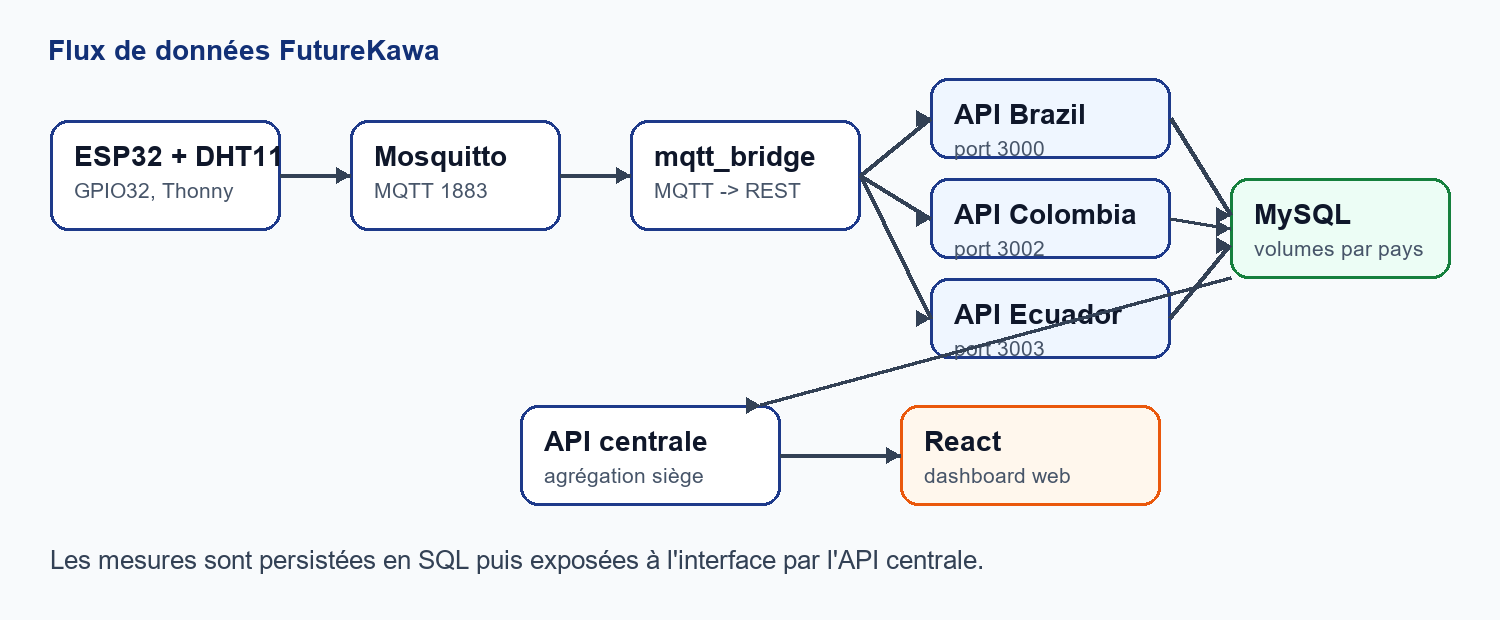 Flux de données FutureKawa
ESP32 + DHT11
GPIO32, Thonny
Mosquitto
MQTT 1883
mqtt_bridge
MQTT -> REST
API Brazil
port 3000
API Colombia
port 3002
API Ecuador
port 3003
MySQL
volumes par pays
API centrale
agrégation siège
React
dashboard web
Les mesures sont persistées en SQL puis exposées à l'interface par l'API centrale.